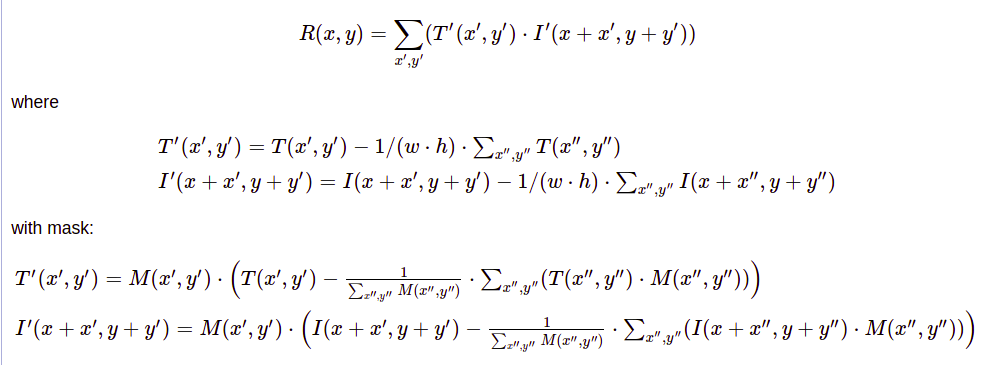 R(x, y) = ∑x′,y′ (T′(x′, y′) · I′(x + x′, y + y′))
where
T′(x′, y′) = T(x′, y′) − 1/(w · h) · ∑x″,y″ T(x″, y″)
I′(x + x′, y + y′) = I(x + x′, y + y′) − 1/(w · h) · ∑x″,y″ I(x + x″, y + y″)
with mask:
T′(x′, y′) = M(x′, y′) · (T(x′, y′) − 1/(∑x″,y″ M(x″,y″)) · ∑x″,y″ (T(x″, y″) · M(x″, y″)))
I′(x + x′, y + y′) = M(x′, y′) · (I(x + x′, y + y′) − 1/(∑x″,y″ M(x″,y″)) · ∑x″,y″ (I(x + x″, y + y″) · M(x″, y″)))